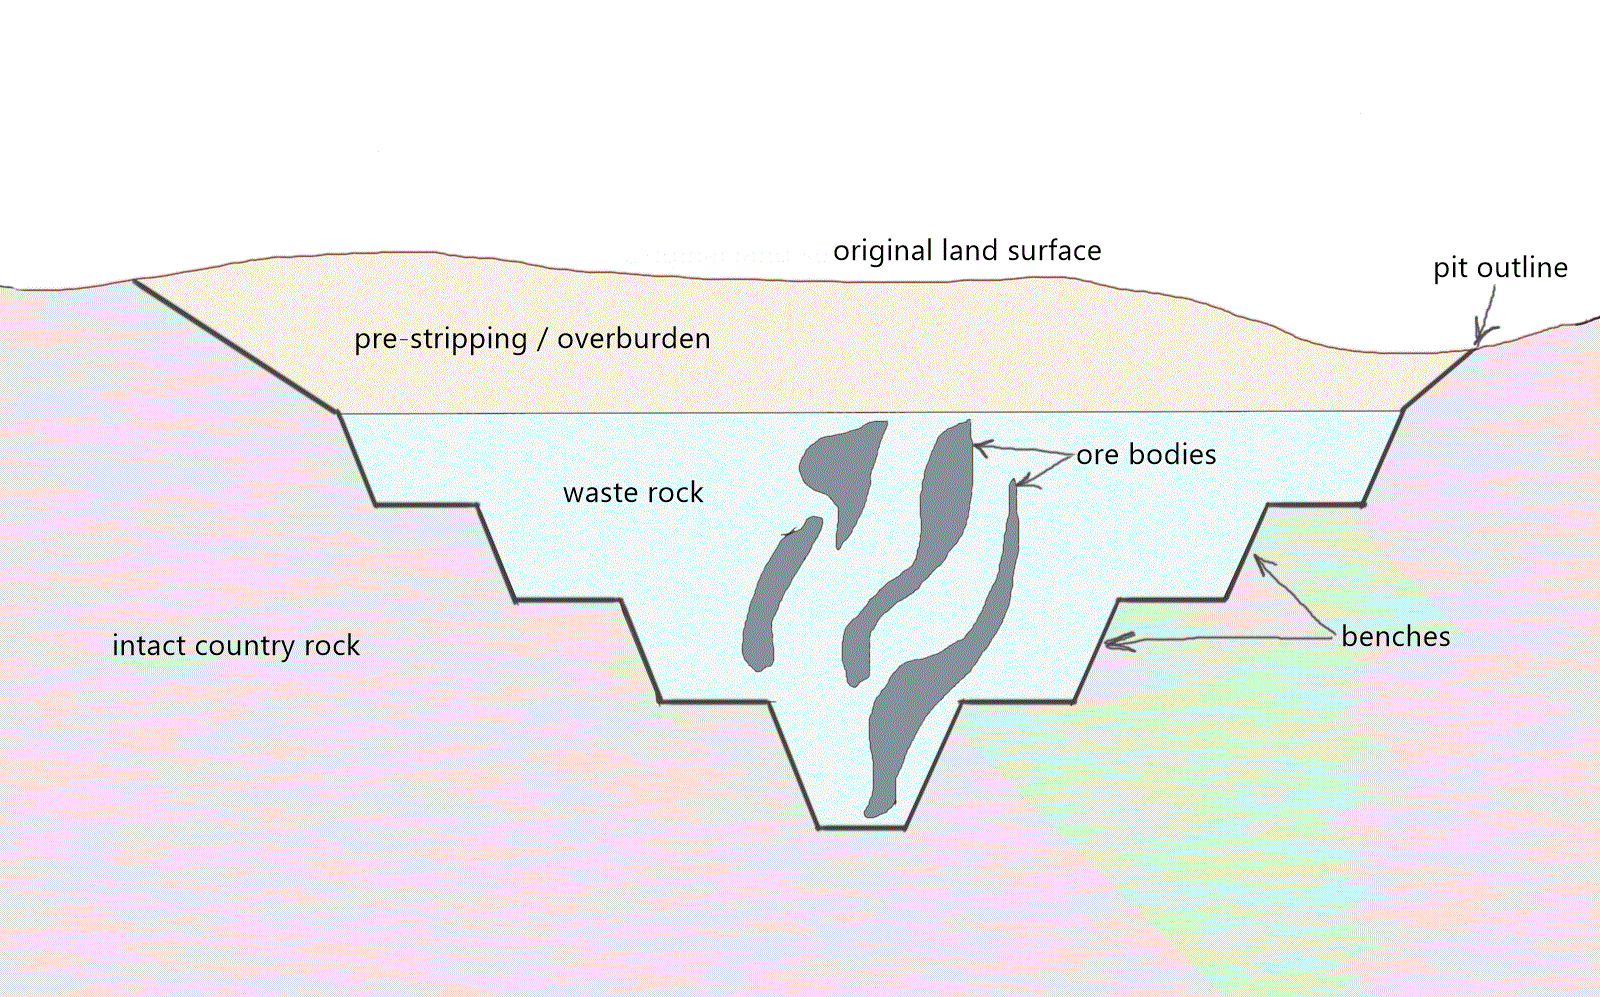 original land surface
pit outline
pre-stripping / overburden
ore bodies
waste rock
benches
intact country rock